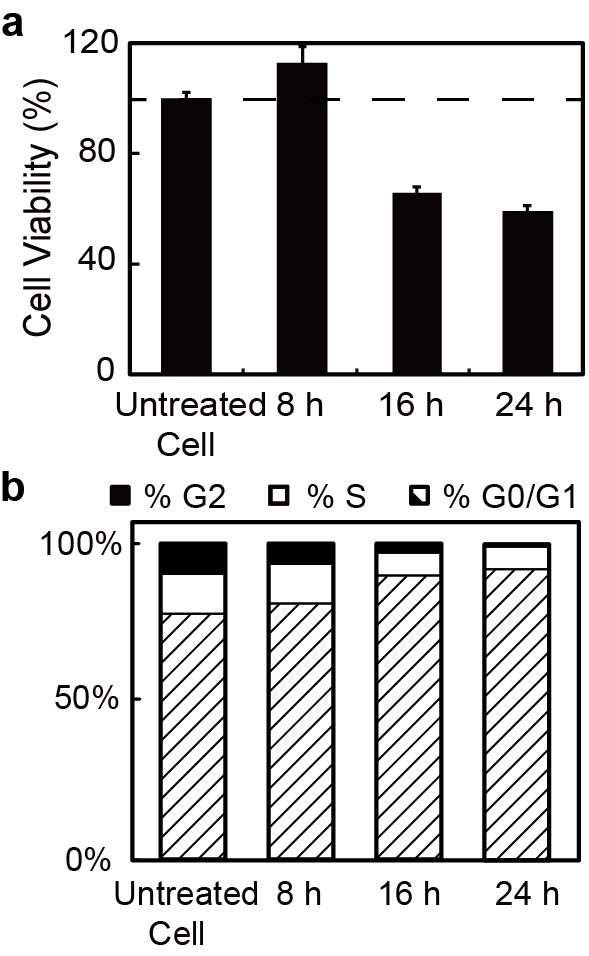 a
120
80
40
0
Cell Viability (%)
Untreated 8 h 16 h 24 h
Cell
b
% G2 % S % G0/G1
100%
50%
0%
Untreated 8 h 16 h 24 h
Cell